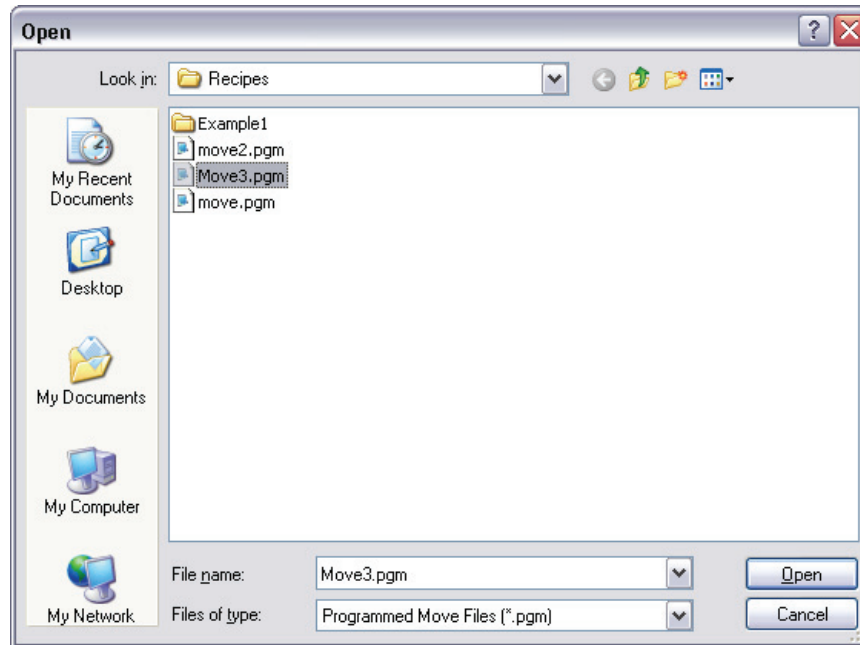 Open
Look in:
Recipes
Example1
move2.pgm
Move3.pgm
move.pgm
My Recent
Documents
Desktop
My Documents
My Computer
My Network
File name:
Move3.pgm
Open
Files of type:
Programmed Move Files (*.pgm)
Cancel